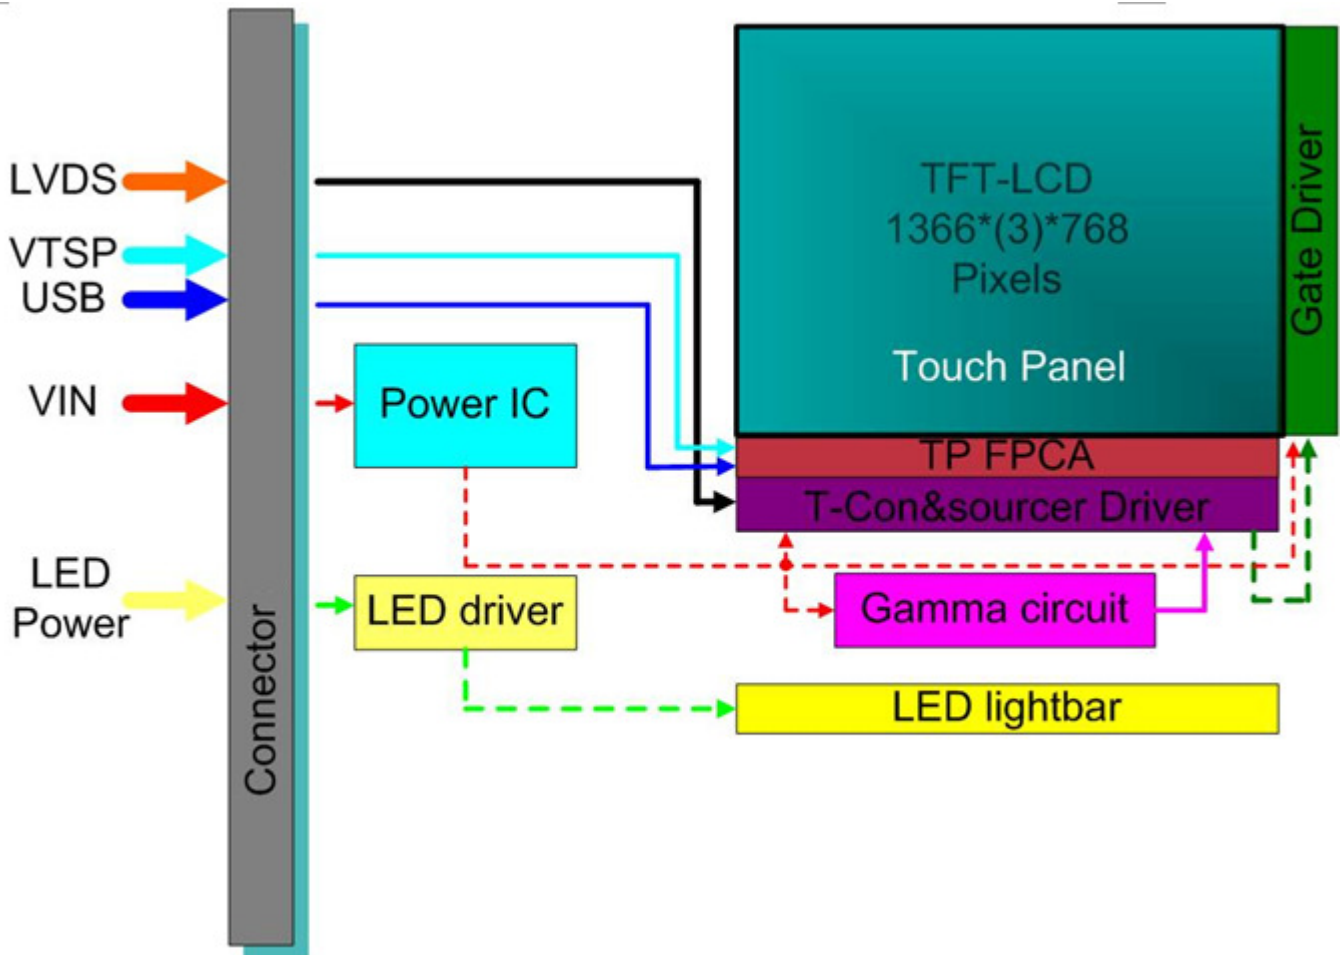 LVDS
VTSP
USB
VIN
LED
Power
Connector
Power IC
LED driver
TFT-LCD
1366*(3)*768
Pixels
Touch Panel
Gate Driver
TP FPCA
T-Con&sourcer Driver
Gamma circuit
LED lightbar